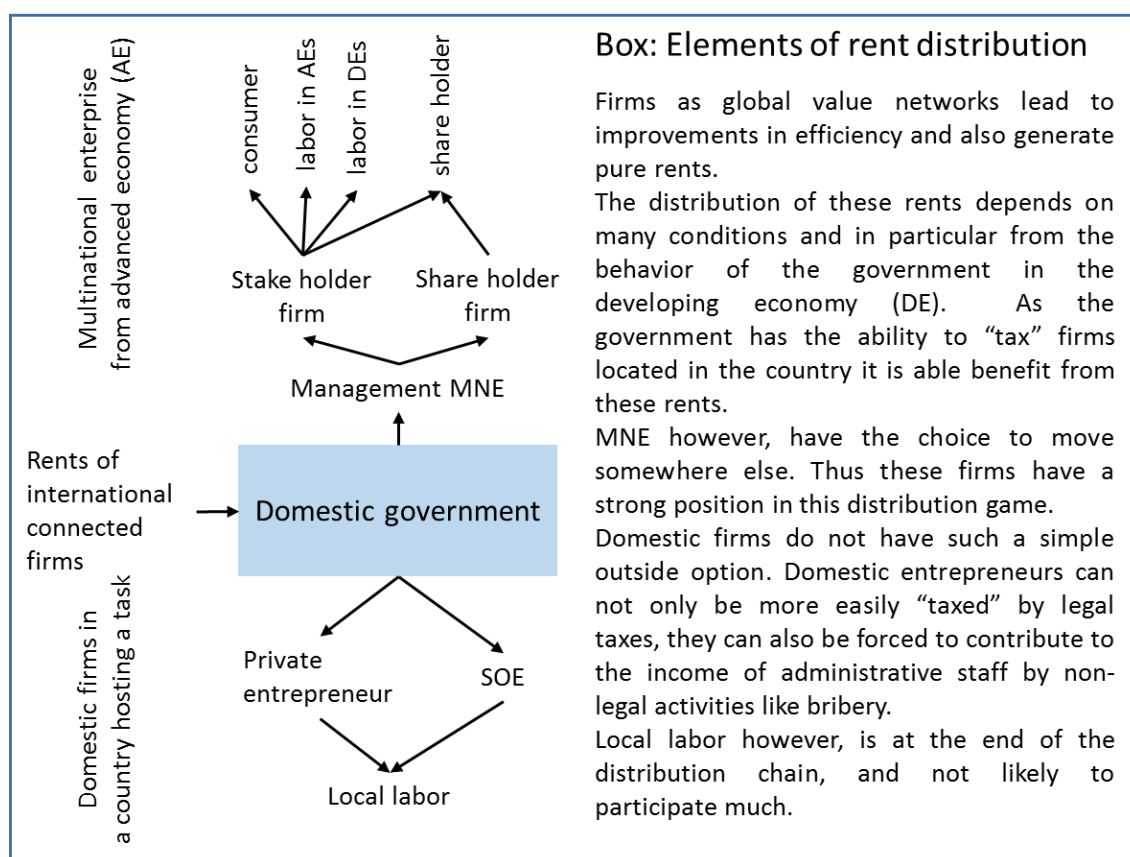 Multinational enterprise
from advanced economy (AE)
consumer
labor in AEs
labor in DEs
share holder
Stake holder
firm
Share holder
firm
Management MNE
Rents of
international
connected
firms
Domestic government
Domestic firms in
a country hosting a task
Private
entrepreneur
SOE
Local labor
Box: Elements of rent distribution
Firms as global value networks lead to
improvements in efficiency and also generate
pure rents.
The distribution of these rents depends on
many conditions and in particular from the
behavior of the government in the
developing economy (DE). As the
government has the ability to “tax” firms
located in the country it is able benefit from
these rents.
MNE however, have the choice to move
somewhere else. Thus these firms have a
strong position in this distribution game.
Domestic firms do not have such a simple
outside option. Domestic entrepreneurs can
not only be more easily “taxed” by legal
taxes, they can also be forced to contribute to
the income of administrative staff by non-
legal activities like bribery.
Local labor however, is at the end of the
distribution chain, and not likely to
participate much.